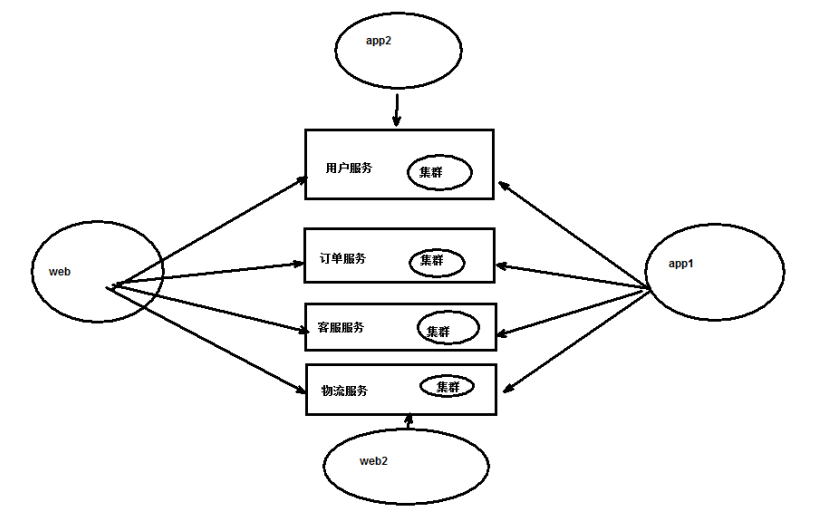 app2
用户服务
集群
订单服务
集群
web
app1
客服服务
集群
物流服务
集群
web2